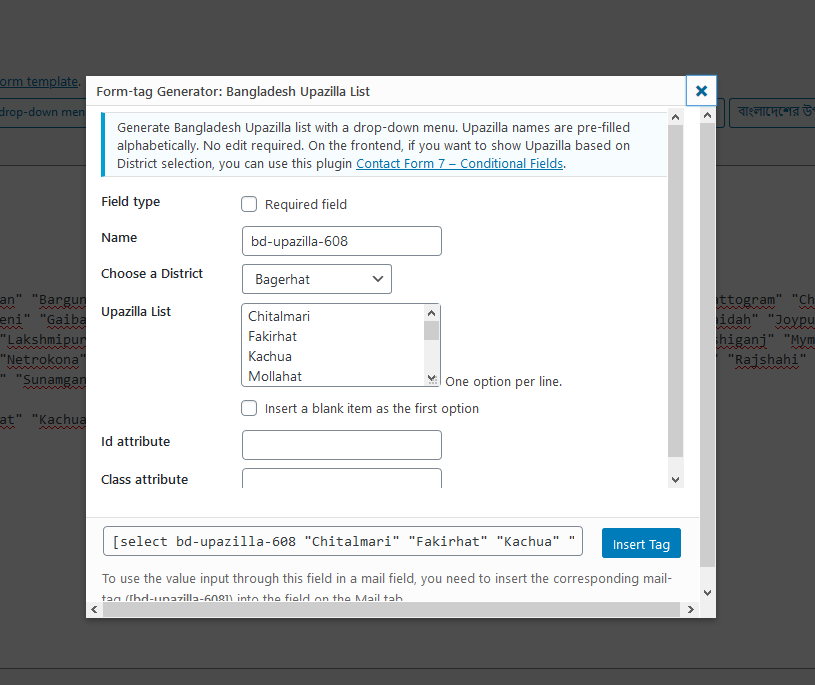 orm template.
Form-tag Generator: Bangladesh Upazilla List
drop-down men
বাংলাদেশের উপ
Generate Bangladesh Upazilla list with a drop-down menu. Upazilla names are pre-filled
alphabetically. No edit required. On the frontend, if you want to show Upazilla based on
District selection, you can use this plugin Contact Form 7 – Conditional Fields.
Field type
Required field
Name
bd-upazilla-608
Choose a District
Bagerhat
Upazilla List
Chitalmari
Fakirhat
Kachua
Mollahat
One option per line.
Insert a blank item as the first option
Id attribute
Class attribute
an" "Bargun
attogram" "Ch
eni" "Gaiba
idah" "Joypu
"Lakshmipur
higanj" "Mym
"Netrokona"
" "Rajshahi"
" "Sunamgan
at" "Kachua
[select bd-upazilla-608 "Chitalmari" "Fakirhat" "Kachua" "
Insert Tag
To use the value input through this field in a mail field, you need to insert the corresponding mail-
tag ([bd-upazilla-608]) into the field on the Mail tab.